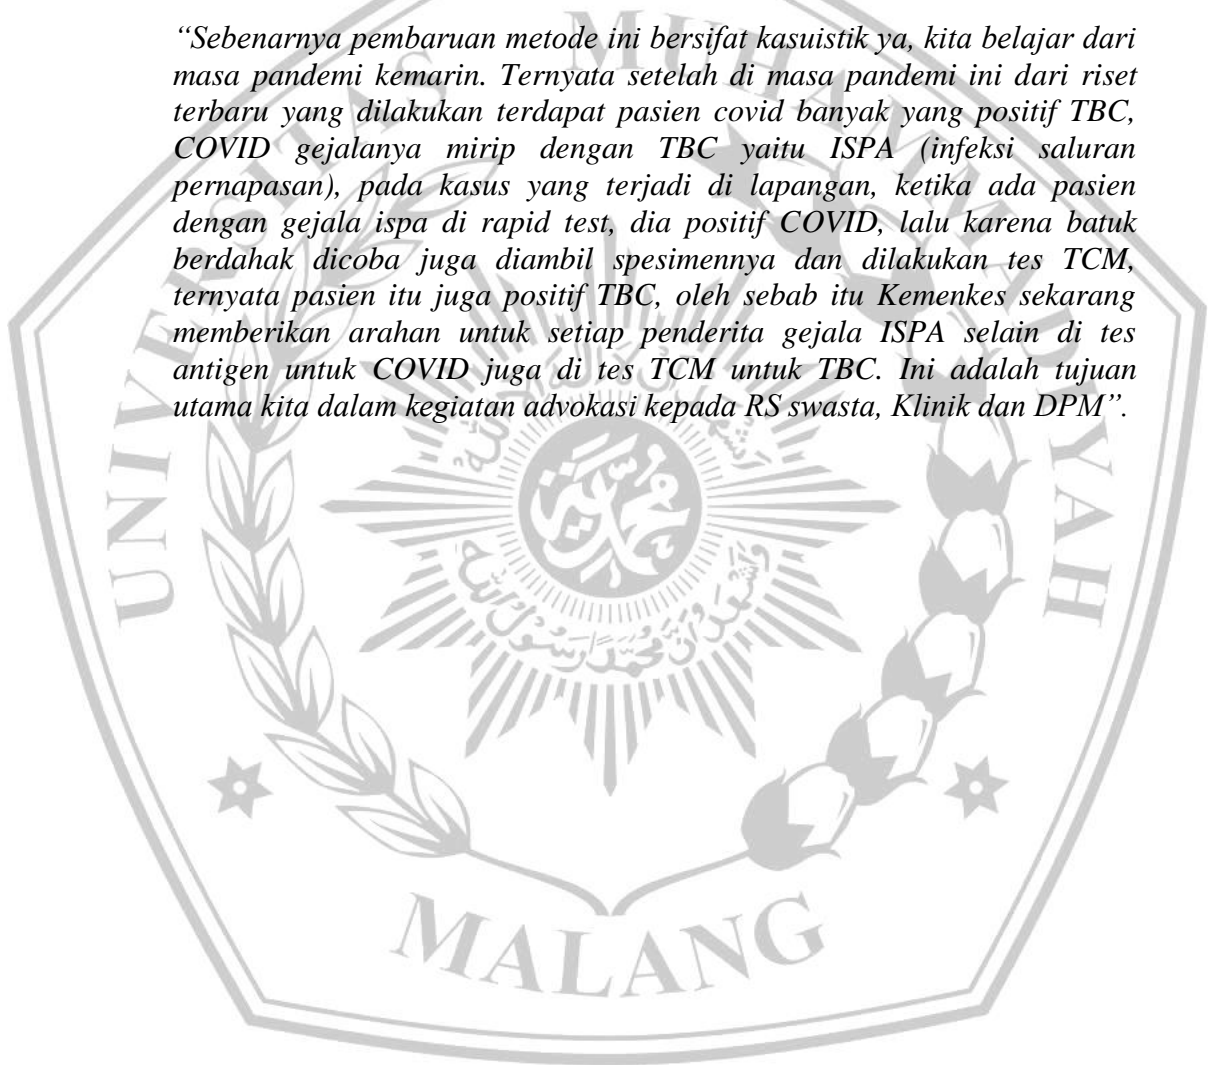 “Sebenarnya pembaruan metode ini bersifat kasuistik ya, kita belajar dari
masa pandemi kemarin. Ternyata setelah di masa pandemi ini dari riset
terbaru yang dilakukan terdapat pasien covid banyak yang positif TBC,
COVID gejalanya mirip dengan TBC yaitu ISPA (infeksi saluran
pernapasan), pada kasus yang terjadi di lapangan, ketika ada pasien
dengan gejala ispa di rapid test, dia positif COVID, lalu karena batuk
berdahak dicoba juga diambil spesimennya dan dilakukan tes TCM,
ternyata pasien itu juga positif TBC, oleh sebab itu Kemenkes sekarang
memberikan arahan untuk setiap penderita gejala ISPA selain di tes
antigen untuk COVID juga di tes TCM untuk TBC. Ini adalah tujuan
utama kita dalam kegiatan advokasi kepada RS swasta, Klinik dan DPM”.
UNIVERSITAS MUHAMMADIYAH
MALANG